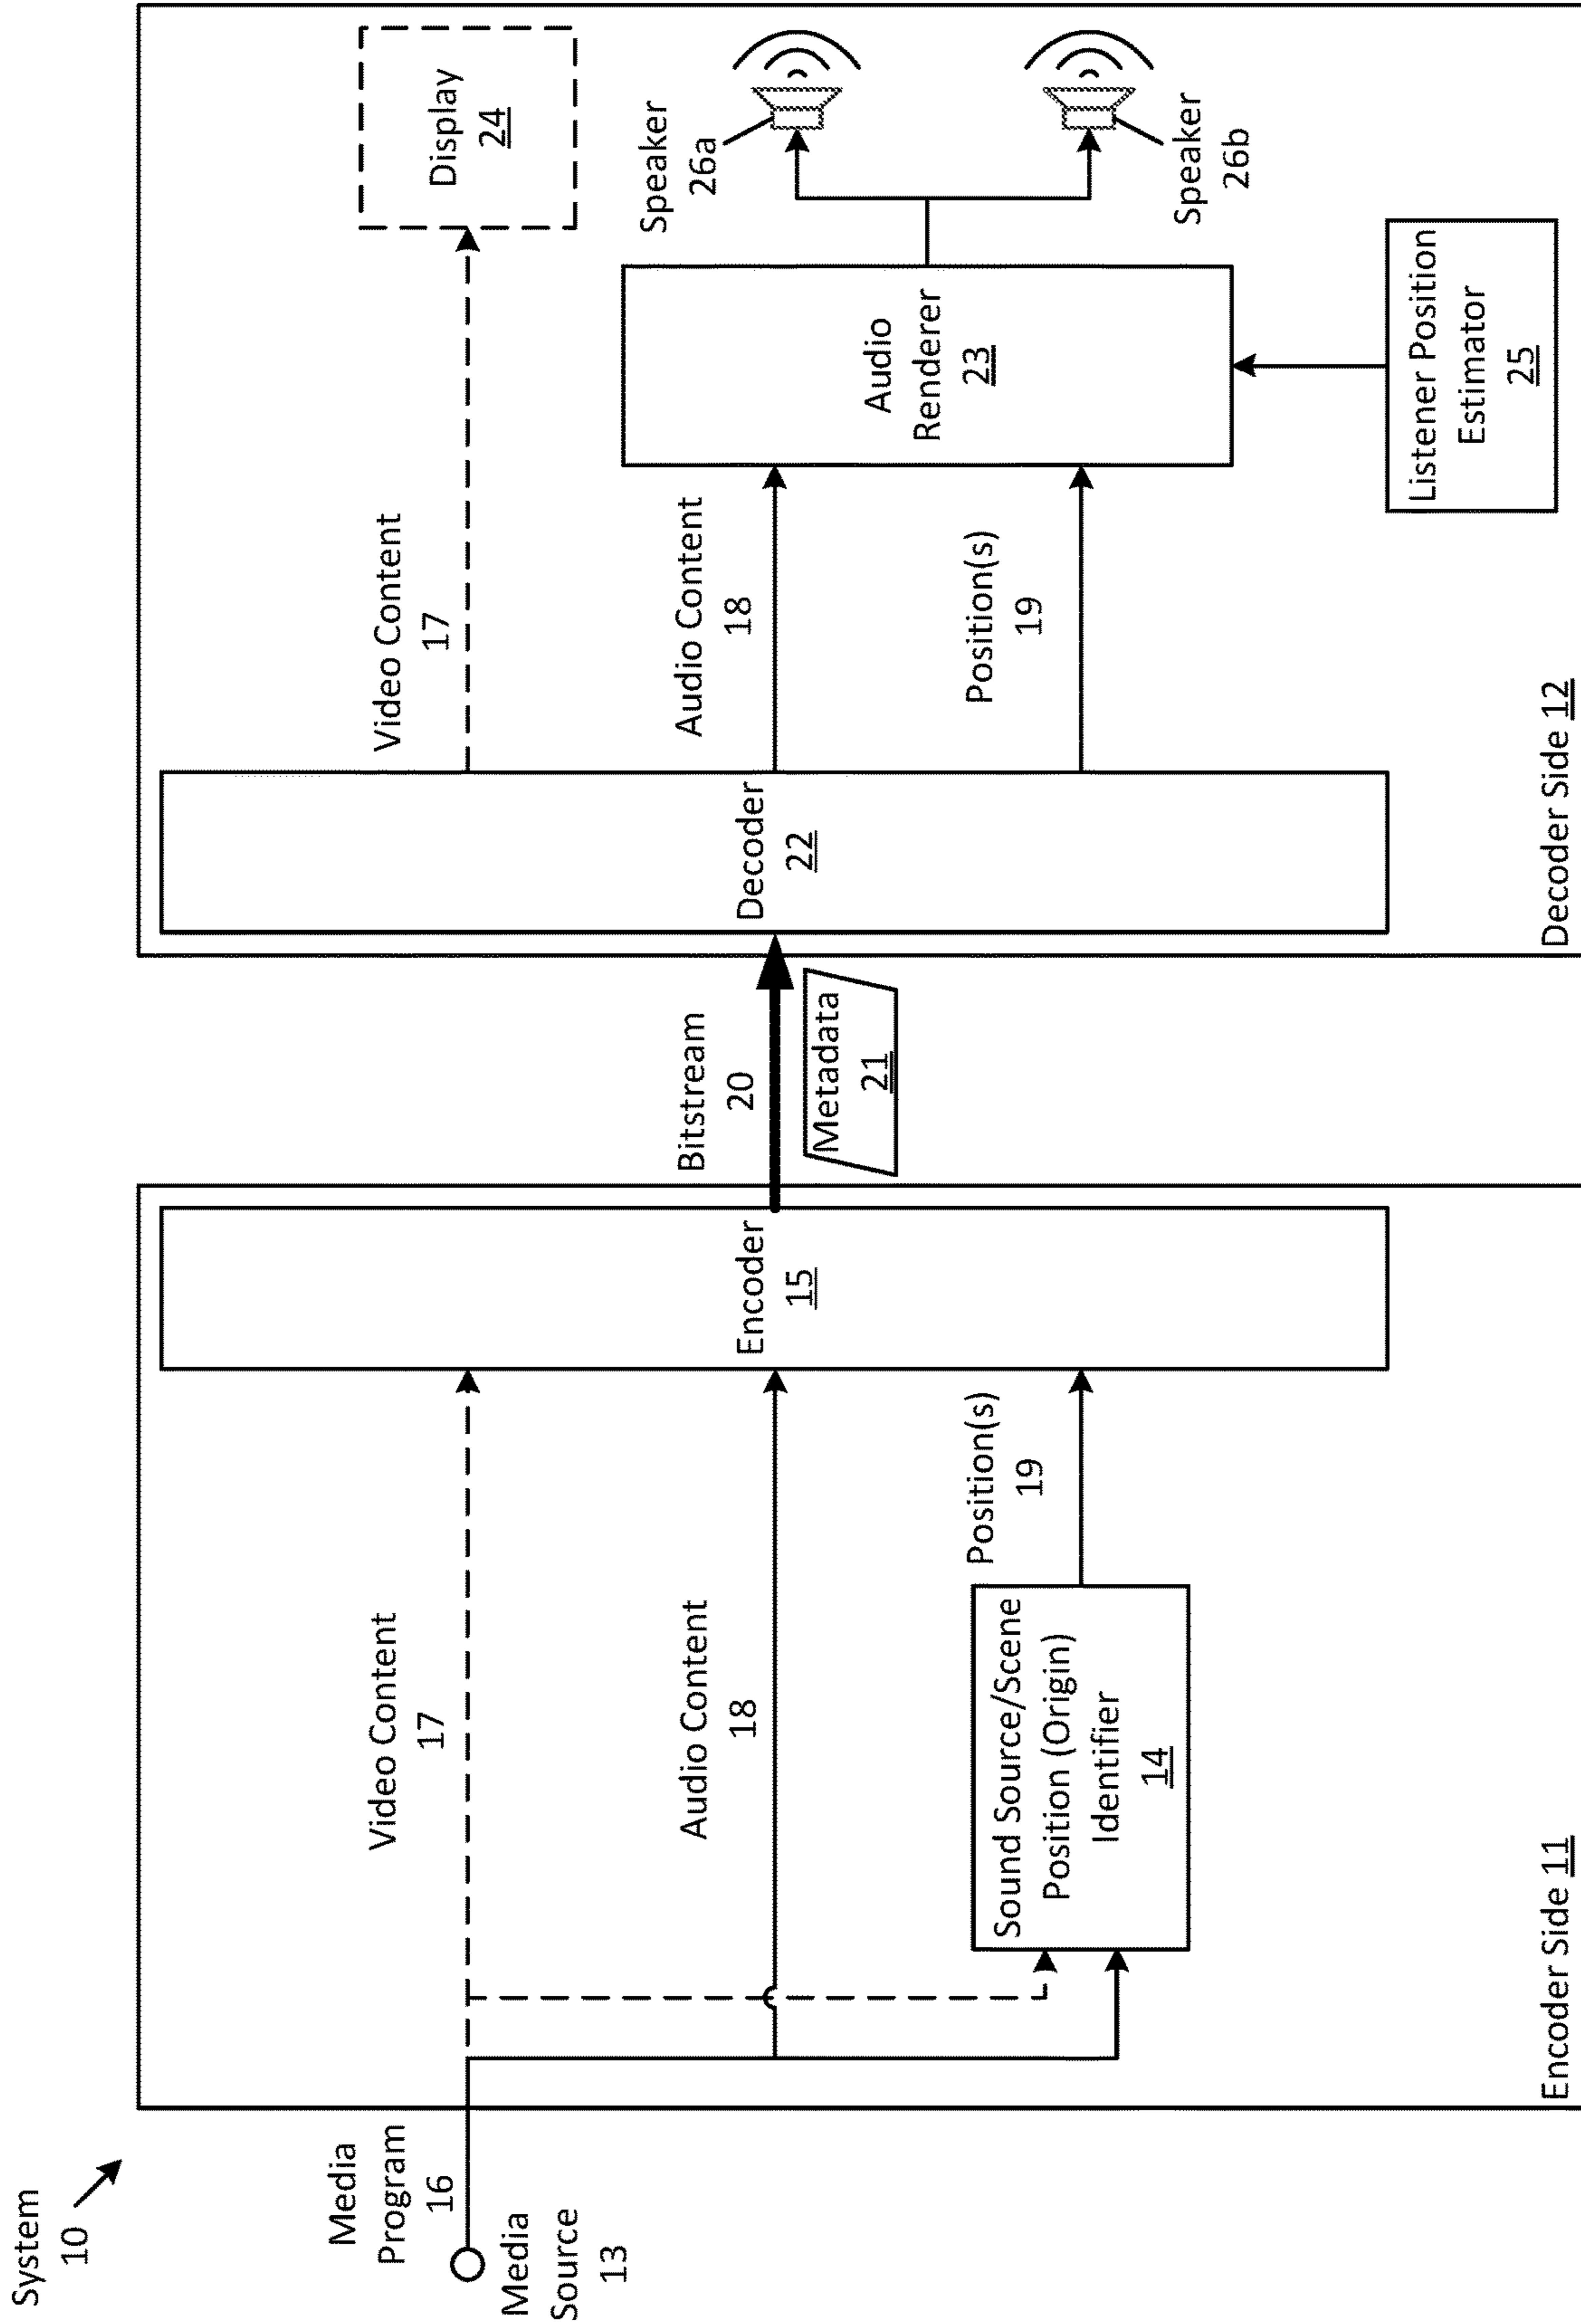 System
10
Media
Program
16
Media
Source
13
Video Content
17
Audio Content
18
Sound Source/Scene
Position (Origin)
Identifier
14
Position(s)
19
Encoder
15
Encoder Side 11
Bitstream
20
Metadata
21
Decoder
22
Video Content
17
Audio Content
18
Position(s)
19
Display
24
Audio
Renderer
23
Speaker
26a
Speaker
26b
Listener Position
Estimator
25
Decoder Side 12